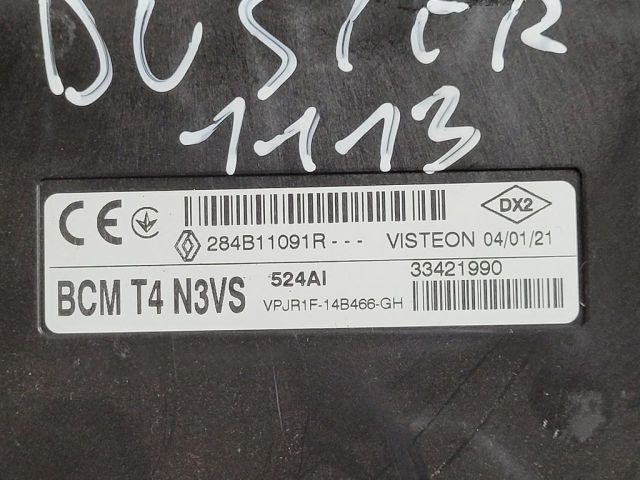 DUSTER
1113
CE
DX2
284B11091R--- VISTEON 04/01/21
BCM T4 N3VS
524AI
VPJR1F-14B466-GH
33421990